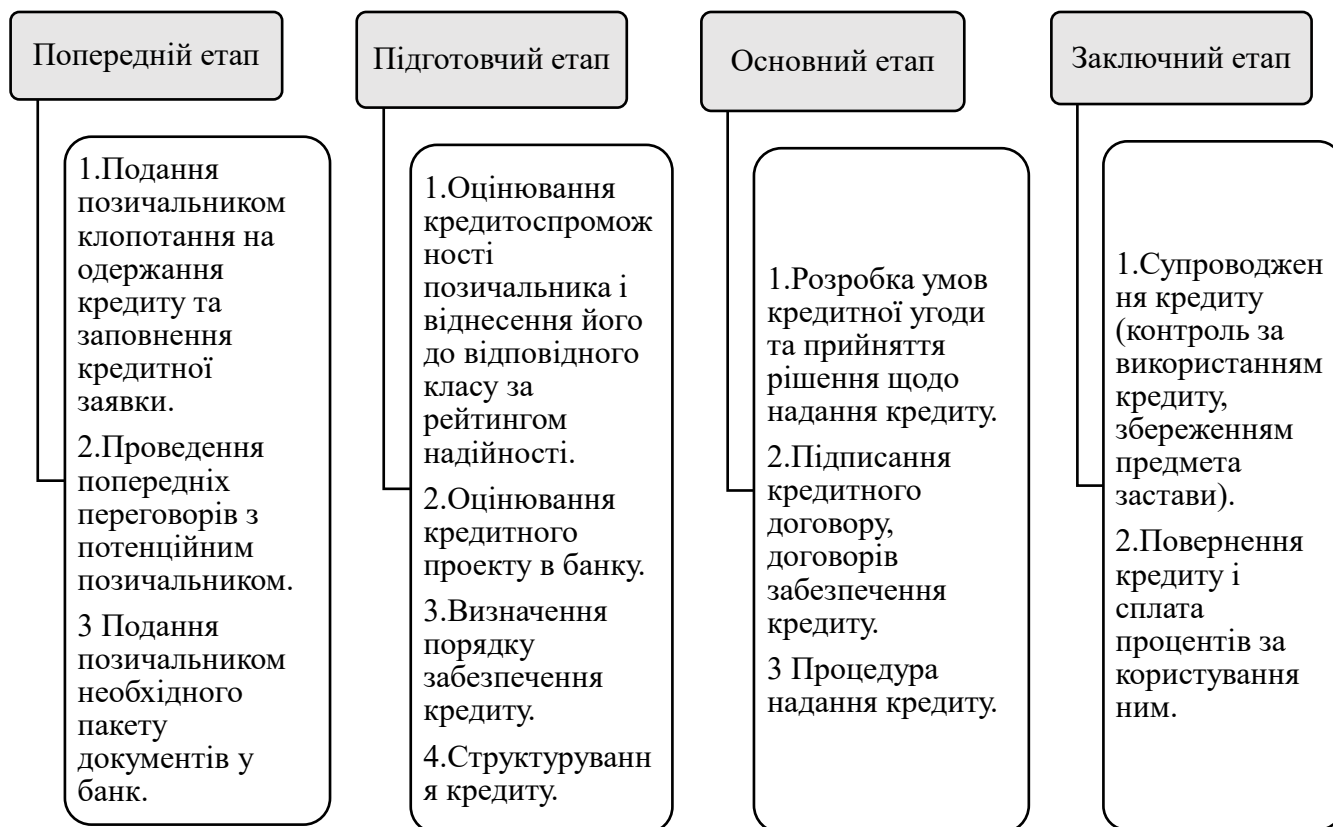 Попередній етап
1.Подання
позичальником
клопотання на
одержання
кредиту та
заповнення
кредитної
заявки.
2.Проведення
попередніх
переговорів з
потенційним
позичальником.
3 Подання
позичальником
необхідного
пакету
документів у
банк.
Підготовчий етап
1.Оцінювання
кредитоспромож
ності
позичальника і
віднесення його
до відповідного
класу за
рейтингом
надійності.
2.Оцінювання
кредитного
проекту в банку.
3.Визначення
порядку
забезпечення
кредиту.
4.Структуруванн
я кредиту.
Основний етап
1.Розробка умов
кредитної угоди
та прийняття
рішення щодо
надання кредиту.
2.Підписання
кредитного
договору,
договорів
забезпечення
кредиту.
3 Процедура
надання кредиту.
Заключний етап
1.Супроводжен
ня кредиту
(контроль за
використанням
кредиту,
збереженням
предмета
застави).
2.Повернення
кредиту і
сплата
процентів за
користування
ним.